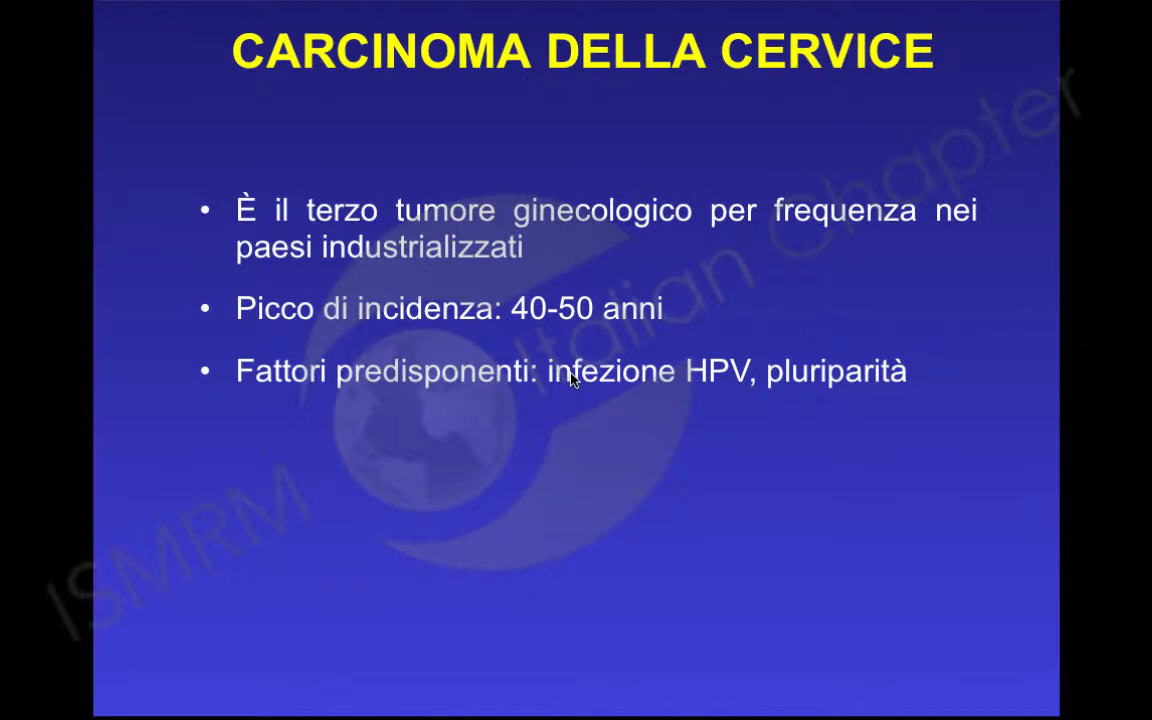 CARCINOMA DELLA CERVICE
• È il terzo tumore ginecologico per frequenza nei
paesi industrializzati
• Picco di incidenza: 40-50 anni
• Fattori predisponenti: infezione HPV, pluriparità
ISMRM Italian Chapter